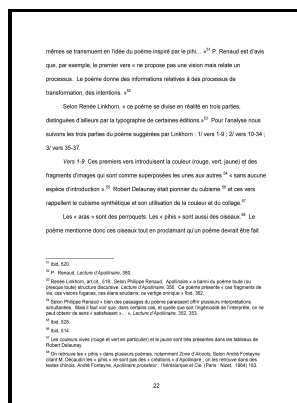 mêmes se transmuent en l'idée du poème inspiré par le pihi… »51 P. Renaud est d'avis
que, par exemple, le premier vers « ne propose pas une vision mais relate un
processus. Le poème donne des informations relatives à des processus de
transformation, des intentions. »52
Selon Renée Linkhorn, « ce poème se divise en réalité en trois parties,
distinguées d'ailleurs par la typographie de certaines éditions »53 Pour l'analyse nous
suivons les trois parties du poème suggérées par Linkhorn : 1/ vers 1-9 ; 2/ vers 10-34 ;
3/ vers 35-37.
Vers 1-9. Ces premiers vers introduisent la couleur (rouge, vert, jaune) et des
fragments d'images qui sont comme superposées les unes aux autres 54 « sans aucune
espèce d'introduction ».55 Robert Delaunay était pionnier du cubisme 56 et ces vers
rappellent le cubisme synthétique et son utilisation de la couleur et du collage.57
Les « aras » sont des perroquets. Les « pihis » sont aussi des oiseaux.58 Le
poème mentionne donc ces oiseaux tout en proclamant qu'un poème devrait être fait
51 Ibid, 520.
52 P. Renaud, Lecture d'Apollinaire, 360.
53 Renée Linkhorn, art.cit., 518. Selon Philippe Renaud, Apollinaire « a banni du poème toute (ou
presque toute) structure discursive. Lecture d'Apollinaire, 350. Ce poème présente « ces fragments de
vie, ces visions fugaces, ces élans soudains, ce vertige onirique » Ibid, 352.
54 Selon Philippe Renaud « bien des passages du poème paraissent offrir plusieurs interprétations
simultanées. Mais il faut voir que, dans certains cas, et quelle que soit l'ingéniosité de l'interprète, on ne
peut obtenir de sens « satisfaisant »… », Lecture d'Apollinaire, 352, 353.
55 Ibid, 528.
56 Ibid, 514.
57 Les couleurs vives (rouge et vert en particulier) et le jaune sont très présentes dans les tableaux de
Robert Delaunay.
58 On retrouve les « pihis » dans plusieurs poèmes, notamment Zone d'Alcools. Selon André Fonteyne
citant M. Décaudin les « pihis » ne sont pas des « créations » d'Apollinaire ; on les retrouve dans des
textes chinois. André Fonteyne, Apollinaire prosateur : l'Hérésiarque et Cie. (Paris : Nizet, 1964) 183.
22